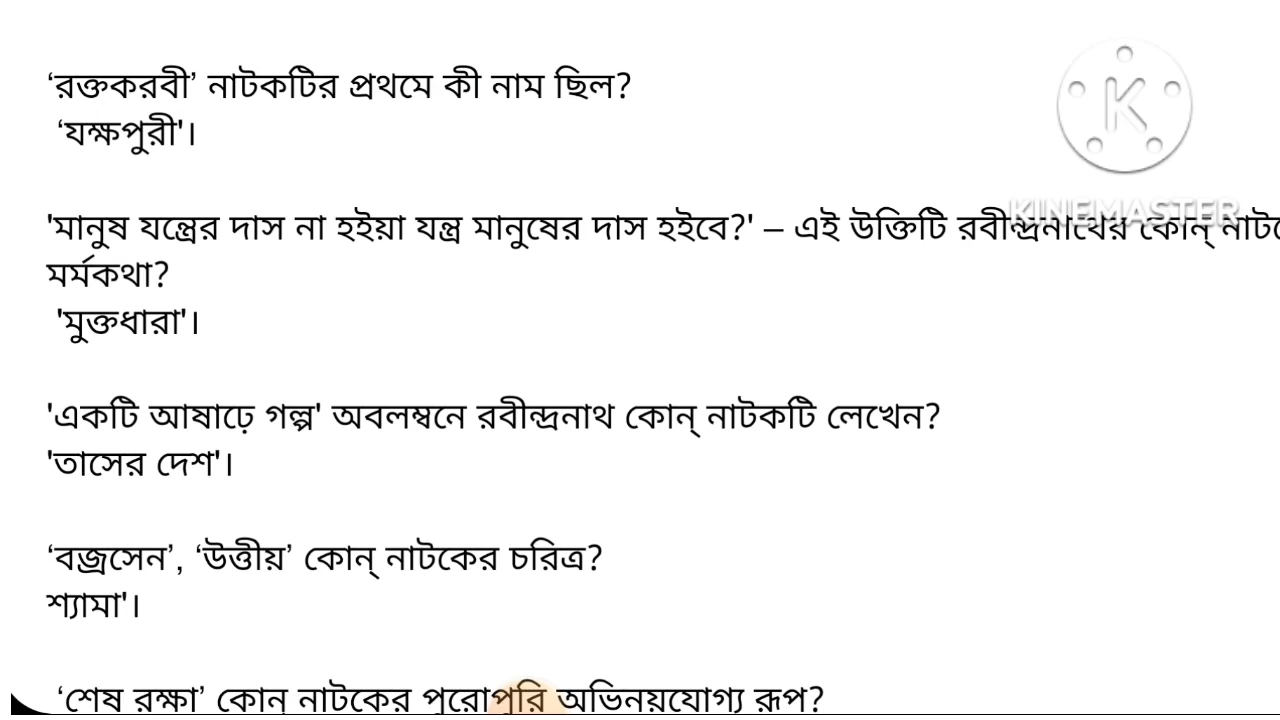 ‘রক্তকরবী’ নাটকটির প্রথমে কী নাম ছিল?
‘যক্ষপুরী'।
'মানুষ যন্ত্রের দাস না হইয়া যন্ত্র মানুষের দাস হইবে?' – এই উক্তিটি রবীন্দ্রনাথের কোন্
মর্মকথা?
'মুক্তধারা'।
'একটি আষাঢ়ে গল্প' অবলম্বনে রবীন্দ্রনাথ কোন্ নাটকটি লেখেন?
'তাসের দেশ'।
‘বজ্রসেন’, ‘উত্তীয়’ কোন্ নাটকের চরিত্র?
শ্যামা'।
‘শেষ রক্ষা’ কোন্ নাটকের পুরোপুরি অভিনয়যোগ্য রূপ?
KINEMASTER